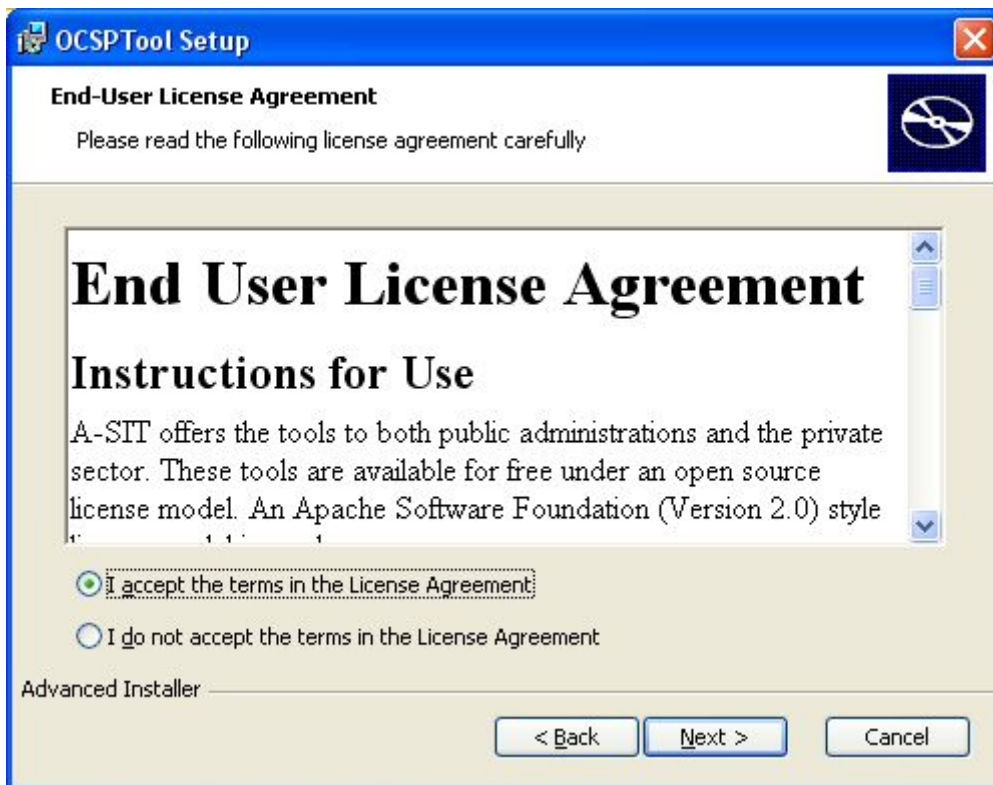 OCSPTool Setup
End-User License Agreement
Please read the following license agreement carefully
End User License Agreement
Instructions for Use
A-SIT offers the tools to both public administrations and the private
sector. These tools are available for free under an open source
license model. An Apache Software Foundation (Version 2.0) style
I accept the terms in the License Agreement
I do not accept the terms in the License Agreement
Advanced Installer
< Back Next > Cancel